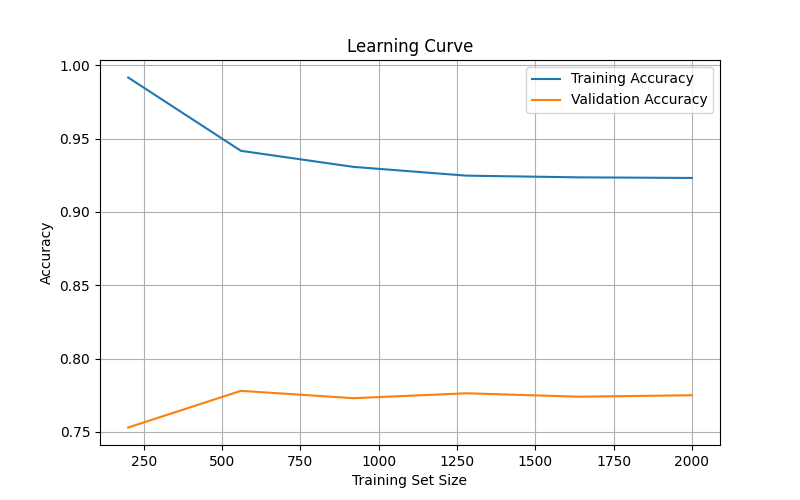 Learning Curve
Training Accuracy
Validation Accuracy
1.00
0.95
0.90
0.85
0.80
0.75
Accuracy
250 500 750 1000 1250 1500 1750 2000
Training Set Size